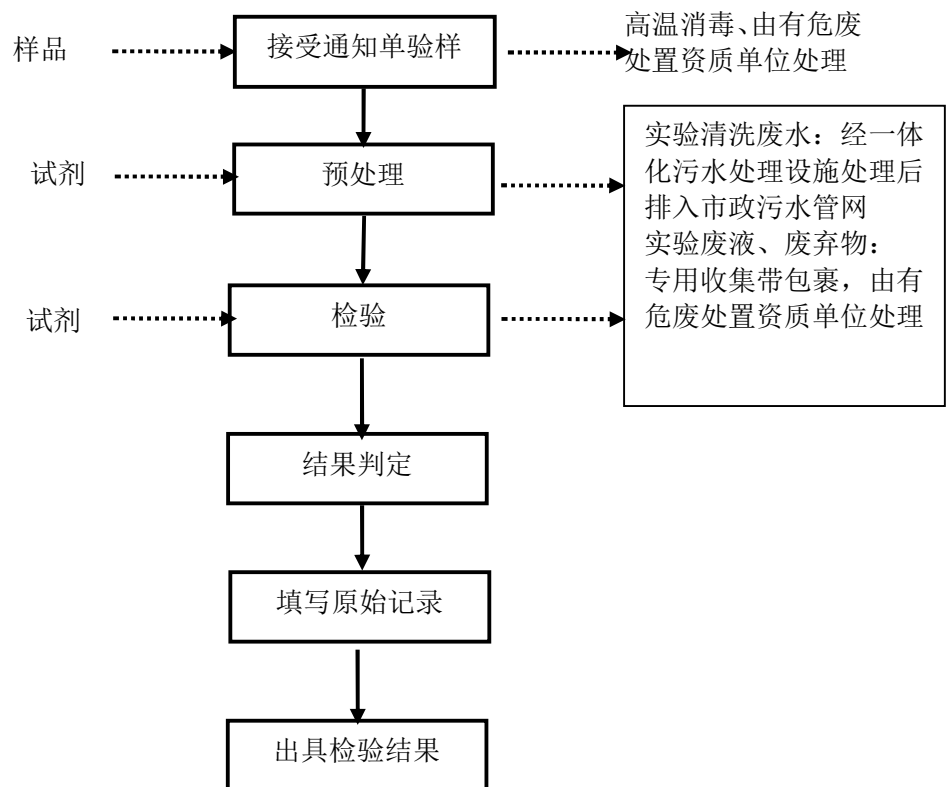 样品
接受通知单验样
高温消毒、由有危废
处置资质单位处理
试剂
预处理
实验清洗废水：经一体
化污水处理设施处理后
排入市政污水管网
实验废液、废弃物：
专用收集带包裹，由有
危废处置资质单位处理
试剂
检验
结果判定
填写原始记录
出具检验结果